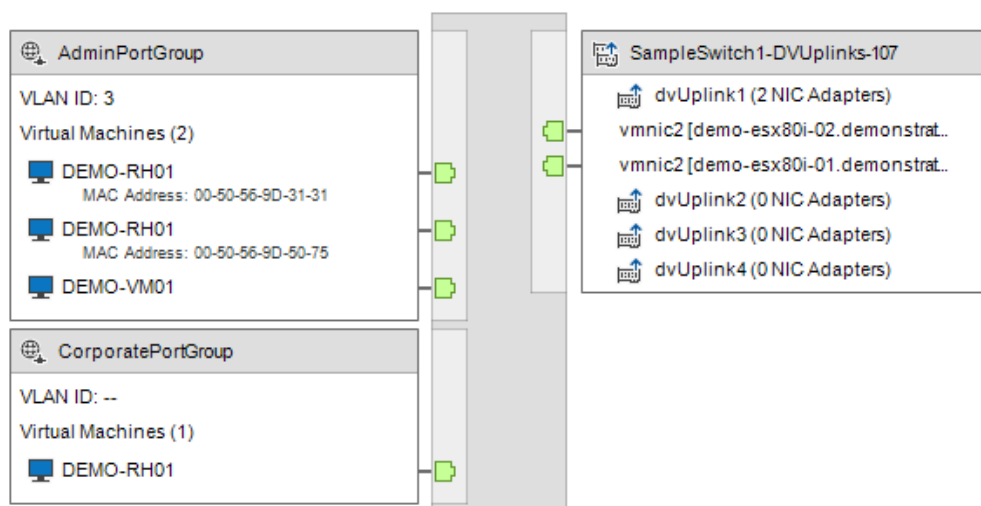 AdminPortGroup
VLAN ID: 3
Virtual Machines (2)
DEMO-RH01
MAC Address: 00-50-56-9D-31-31
DEMO-RH01
MAC Address: 00-50-56-9D-50-75
DEMO-VM01
CorporatePortGroup
VLAN ID: --
Virtual Machines (1)
DEMO-RH01
SampleSwitch1-DVUplinks-107
dvUplink1 (2 NIC Adapters)
vmnic2 [demo-esx80i-02.demonstrat..
vmnic2 [demo-esx80i-01.demonstrat..
dvUplink2 (0 NIC Adapters)
dvUplink3 (0 NIC Adapters)
dvUplink4 (0 NIC Adapters)